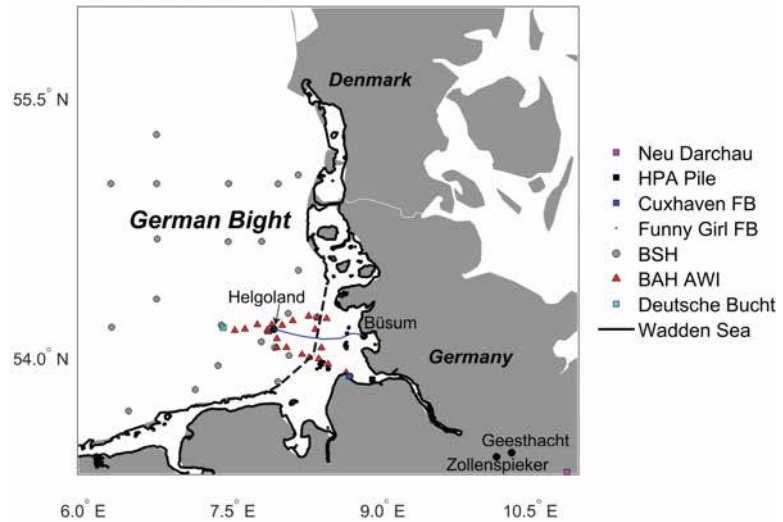 Denmark
55.5° N
German Bight
Helgoland
Büsum
54.0° N
Germany
Geesthacht
Zollenspieker
6.0° E
7.5° E
9.0° E
10.5° E
Neu Darchau
HPA Pile
Cuxhaven FB
Funny Girl FB
BSH
BAH AWI
Deutsche Bucht
Wadden Sea